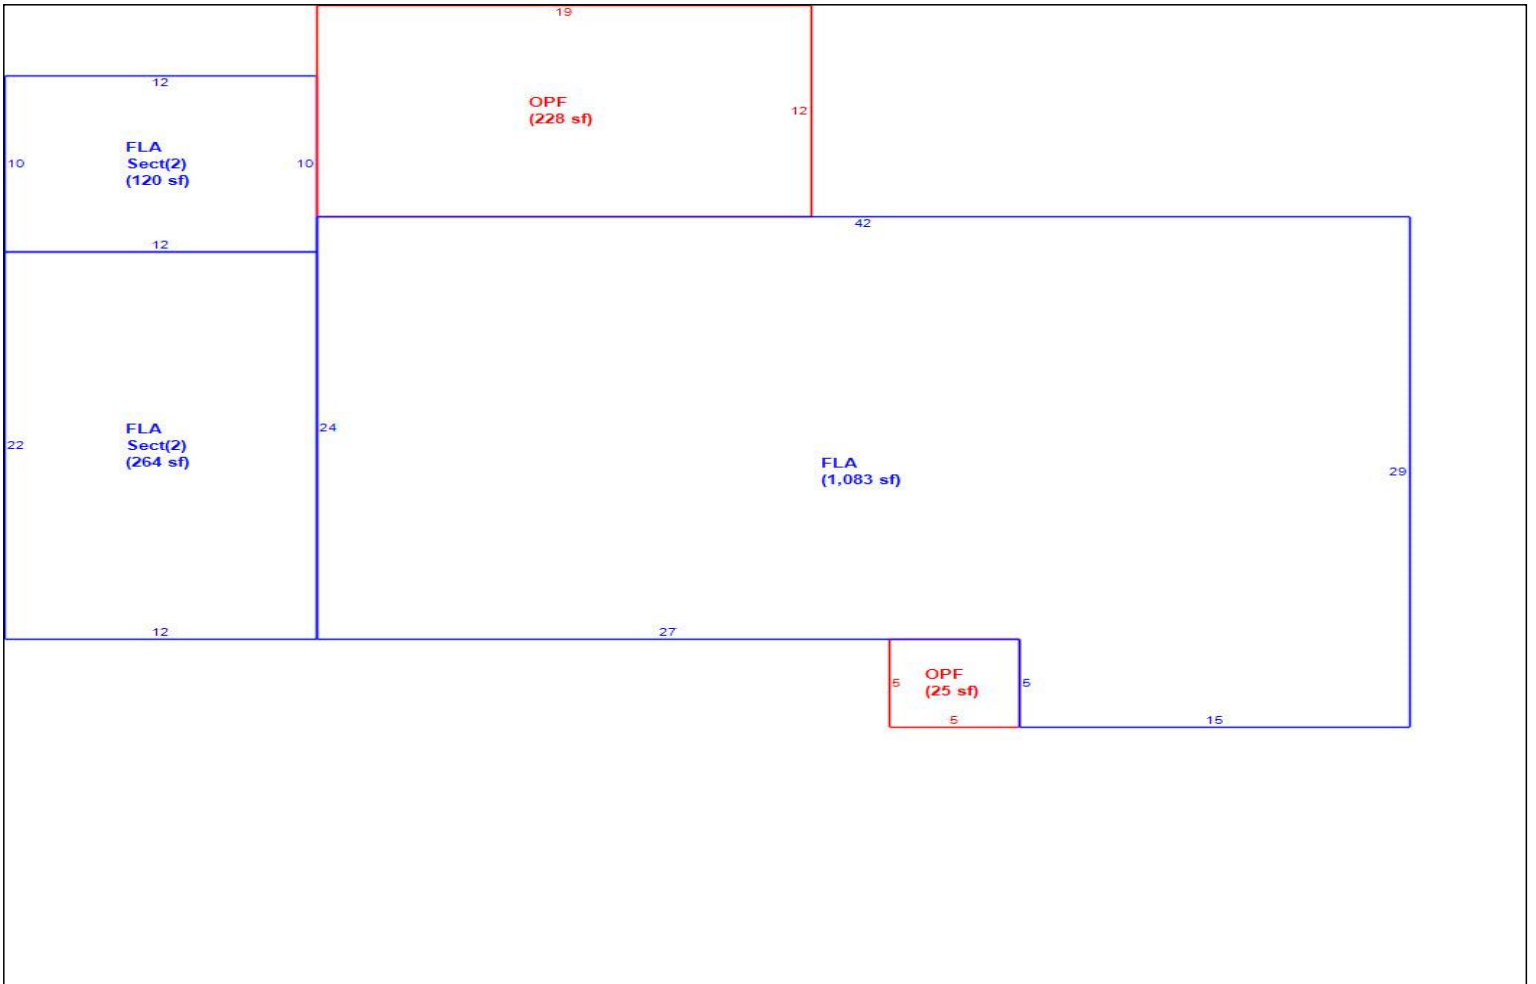 19
12
OPF
(228 sf)
12
FLA
Sect(2)
(120 sf)
10
10
12
42
FLA
Sect(2)
(264 sf)
22
24
FLA
(1,083 sf)
29
12
27
OPF
(25 sf)
5
5
5
15